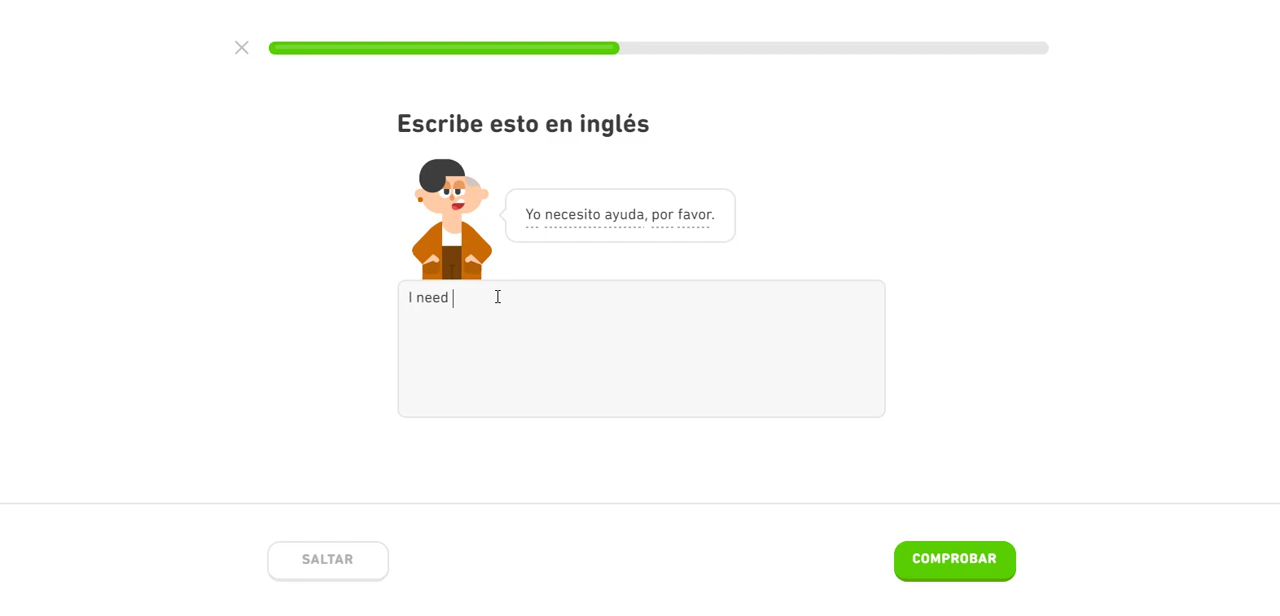 Escribe esto en inglés
Yo necesito ayuda, por favor.
I need
SALTAR
COMPROBAR